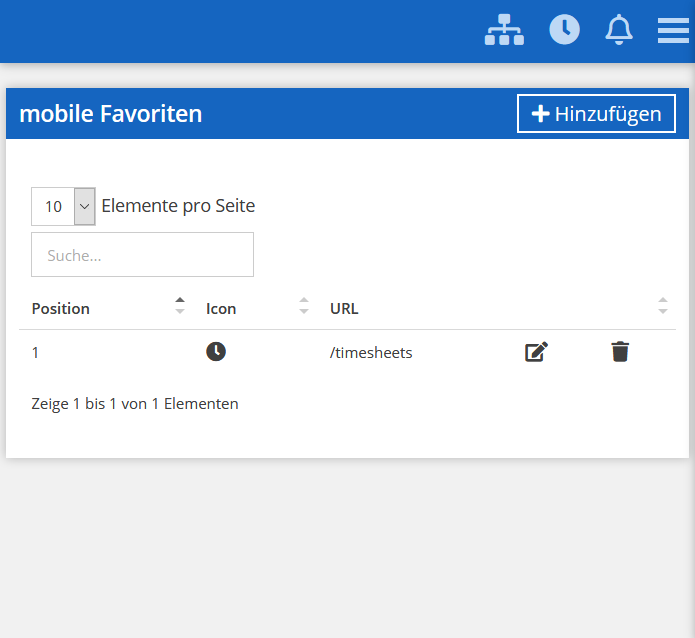 mobile Favoriten
Hinzufügen
10 Elemente pro Seite
Suche...
Position Icon URL
1 /timesheets
Zeige 1 bis 1 von 1 Elementen